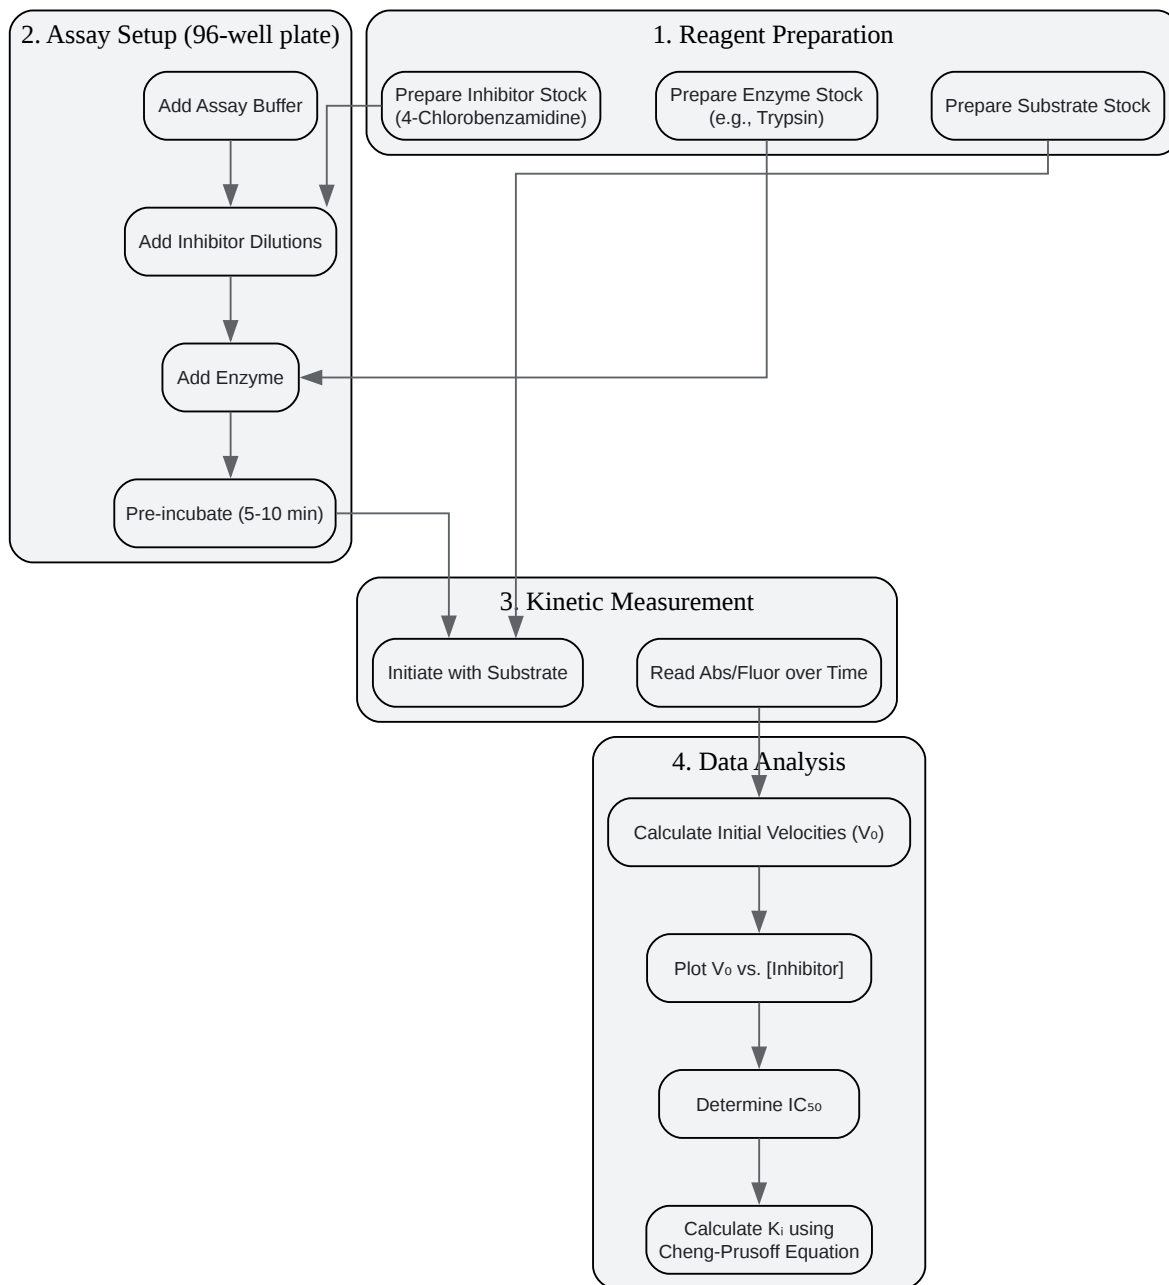 2. Assay Setup (96-well plate)
Add Assay Buffer
Add Inhibitor Dilutions
Add Enzyme
Pre-incubate (5-10 min)
1. Reagent Preparation
Prepare Inhibitor Stock
(4-Chlorobenzamidine)
Prepare Enzyme Stock
(e.g., Trypsin)
Prepare Substrate Stock
3. Kinetic Measurement
Initiate with Substrate
Read Abs/Fluor over Time
4. Data Analysis
Calculate Initial Velocities (V₀)
Plot V₀ vs. [Inhibitor]
Determine IC₅₀
Calculate Kᵢ using
Cheng-Prusoff Equation